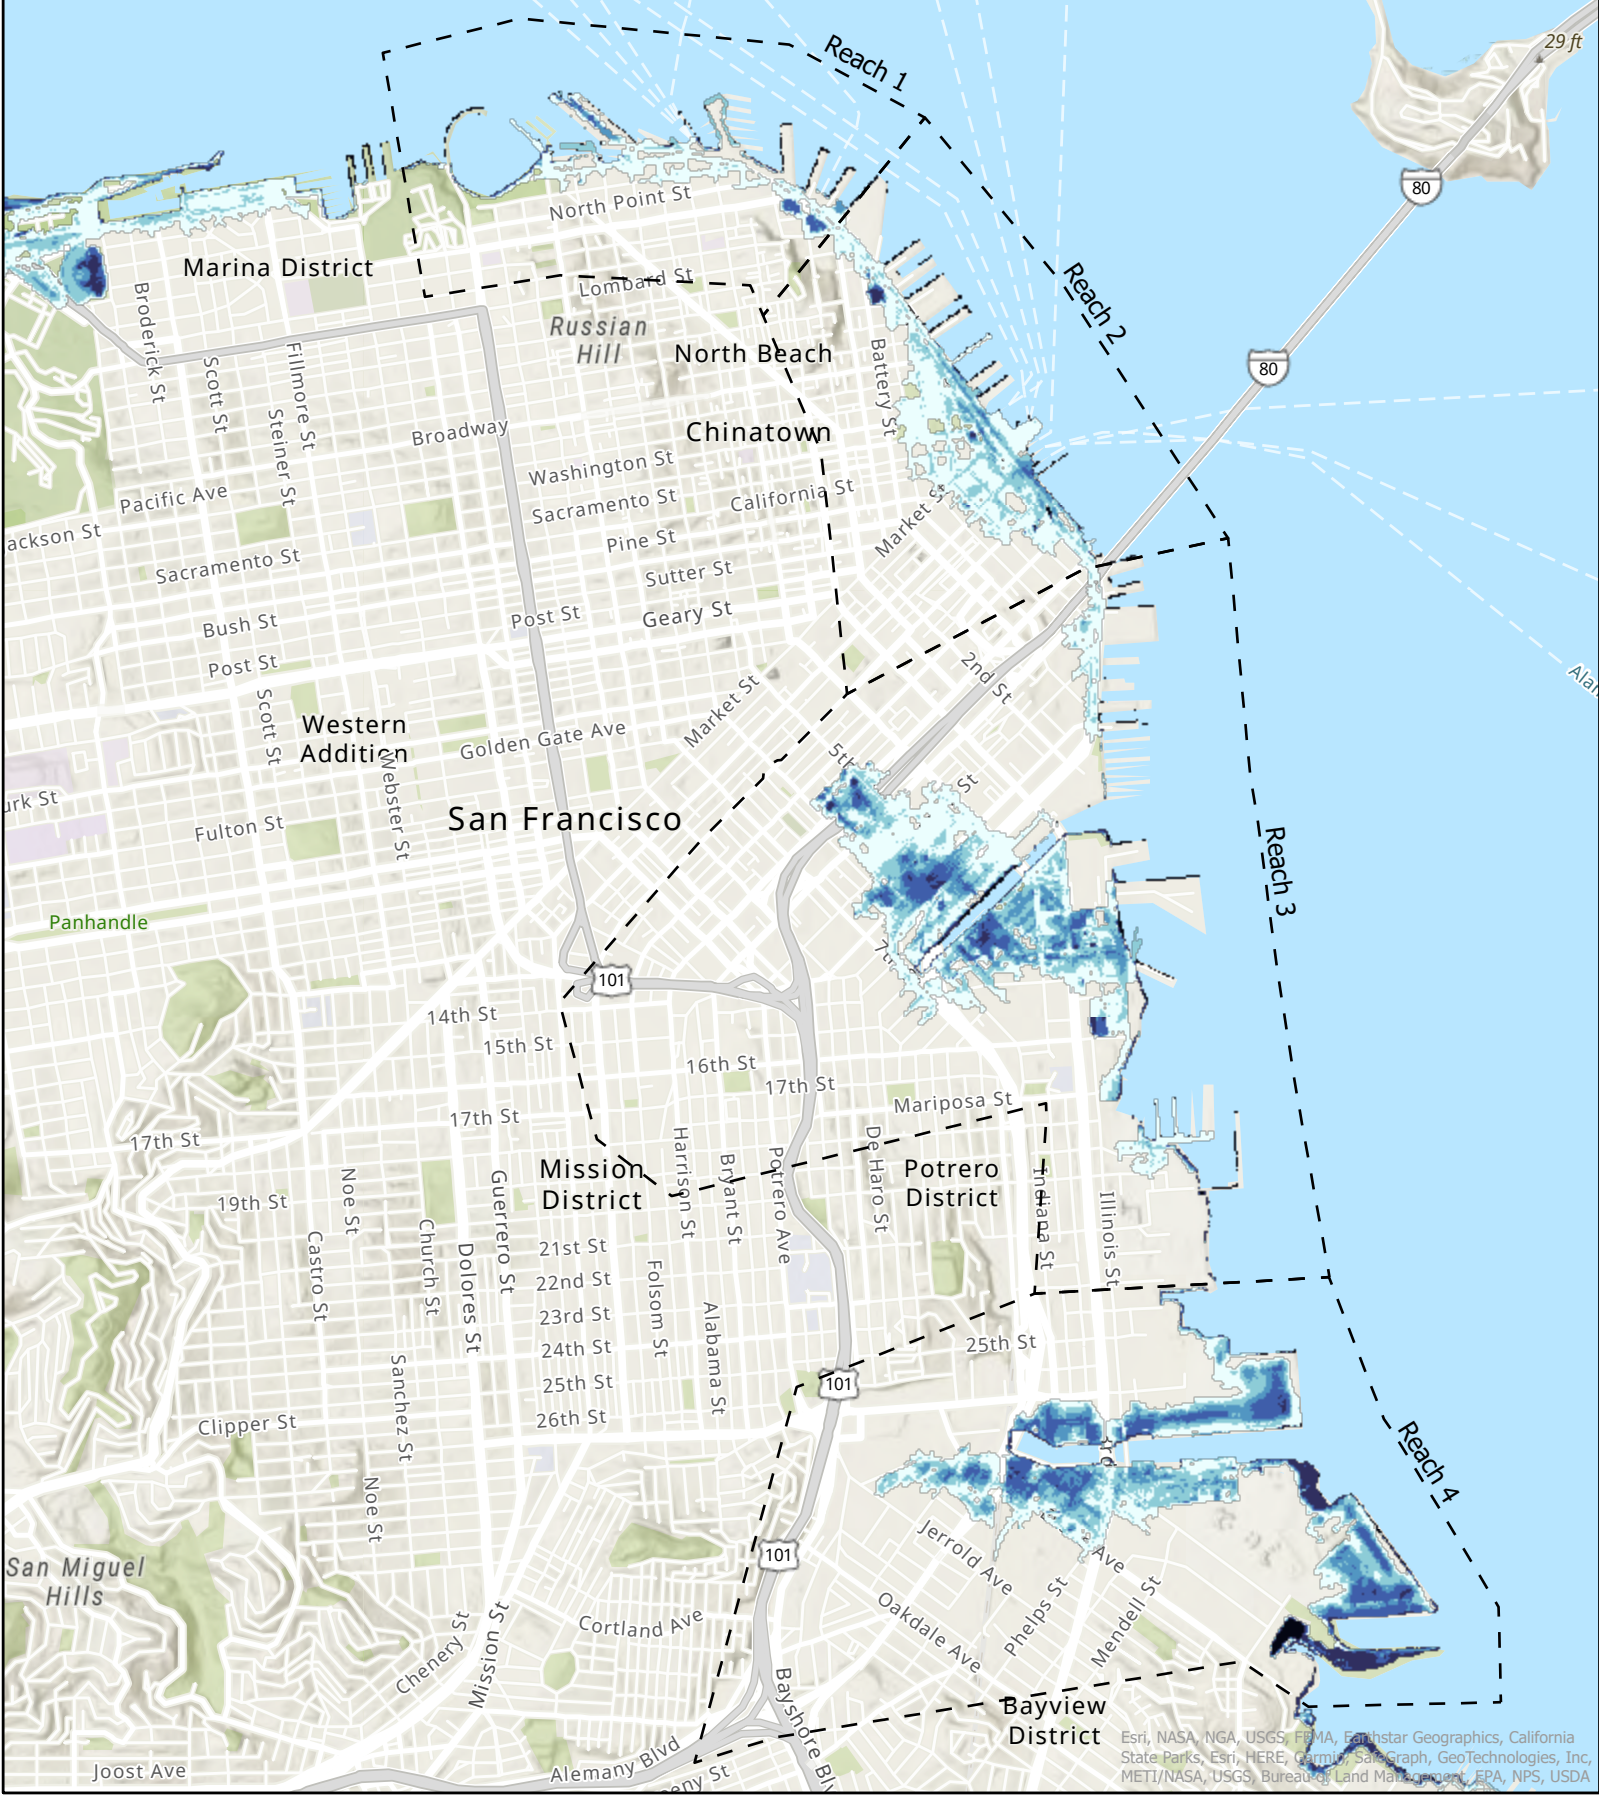 Reach 1
29 ft
80
North Point St
Marina District
Lombard St
Reach 2
Broderick St
Russian
Hill
North Beach
80
Scott St
Fillmore St
Battery St
Steiner St
Broadway
Chinatown
Washington St
Pacific Ave
Sacramento St
California St
Market St
ackson St
Pine St
Sacramento St
Sutter St
Post St
Geary St
Bush St
Post St
2nd St
Alan
Scott St
Market St
Western
Addition
Golden Gate Ave
Webster St
5th
St
urk St
San Francisco
Fulton St
Reach 3
Panhandle
101
14th St
15th St
16th St
17th St
Mariposa St
17th St
17th St
Harrison St
Bryant St
Potrero Ave
De Haro St
Mission
District
Potrero
District
Indiana St
Illinois St
Noe St
Guerrero St
19th St
Church St
Castro St
Dolores St
21st St
22nd St
Folsom St
23rd St
Alabama St
24th St
25th St
Sanchez St
25th St
101
26th St
Clipper St
Reach 4
Noe St
Jerrold Ave
Ave
101
San Miguel
Hills
Phelps St
Mendell St
Oakdale Ave
Cortland Ave
Chenery St
Mission St
Bayshore Blv
Bayview
District
Alemany Blvd
Joost Ave
eny St
Esri, NASA, NGA, USGS, FEMA, Earthstar Geographics, California
State Parks, Esri, HERE, Garmin, SafeGraph, GeoTechnologies, Inc,
METI/NASA, USGS, Bureau of Land Management, EPA, NPS, USDA